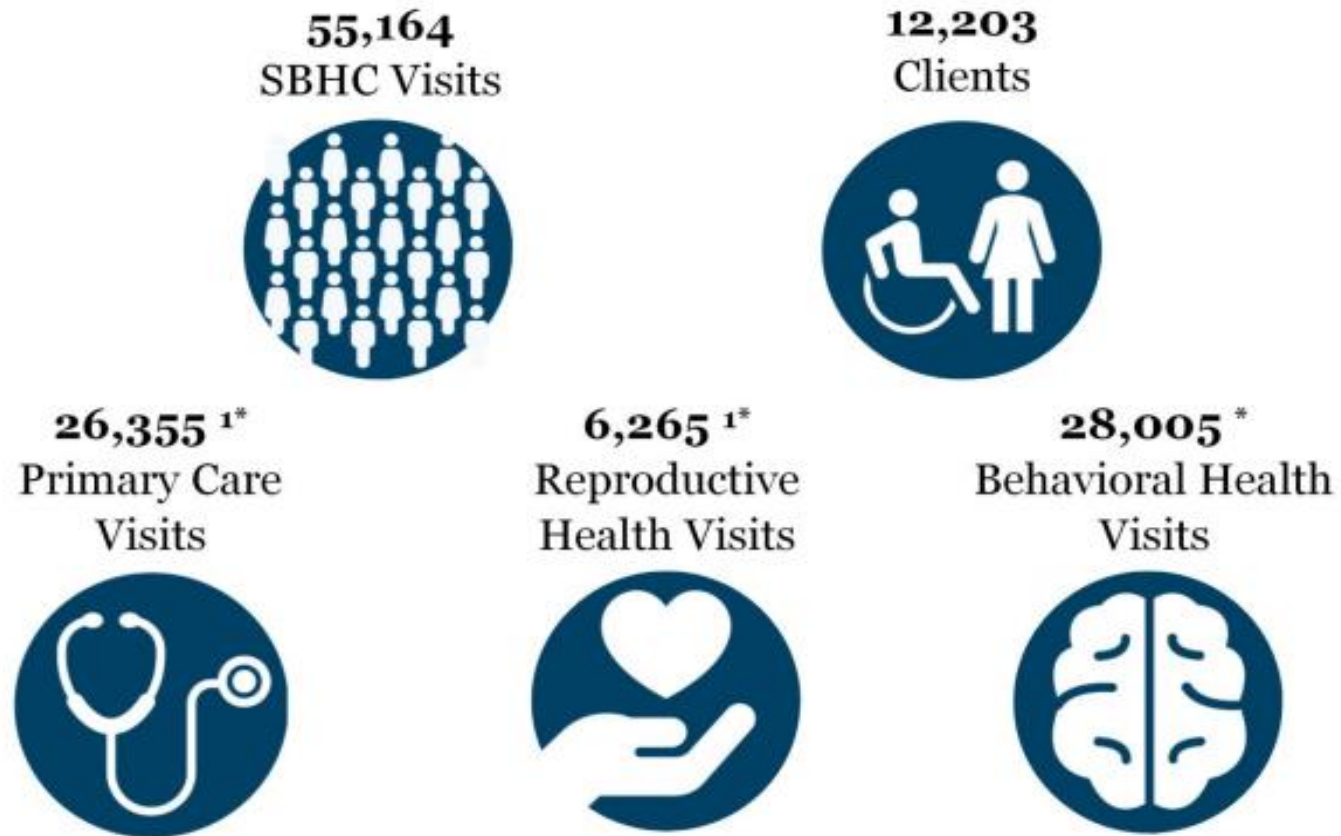 55,164
SBHC Visits
12,203
Clients
26,355 1*
Primary Care
Visits
6,265 1*
Reproductive
Health Visits
28,005 *
Behavioral Health
Visits